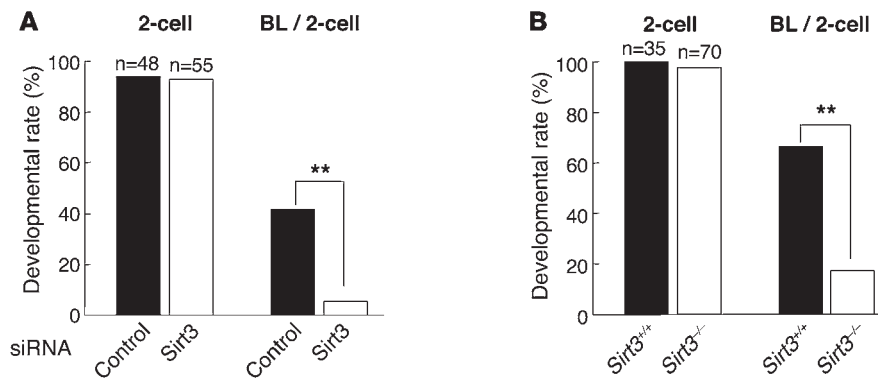 A
2-cell
BL / 2-cell
Developmental rate (%)
100
80
60
40
20
0
n=48
n=55
**
siRNA
Control
Sirt3
Control
Sirt3
B
2-cell
BL / 2-cell
Developmental rate (%)
100
80
60
40
20
0
n=35
n=70
**
Sirt3+/+
Sirt3–/–
Sirt3+/+
Sirt3–/–